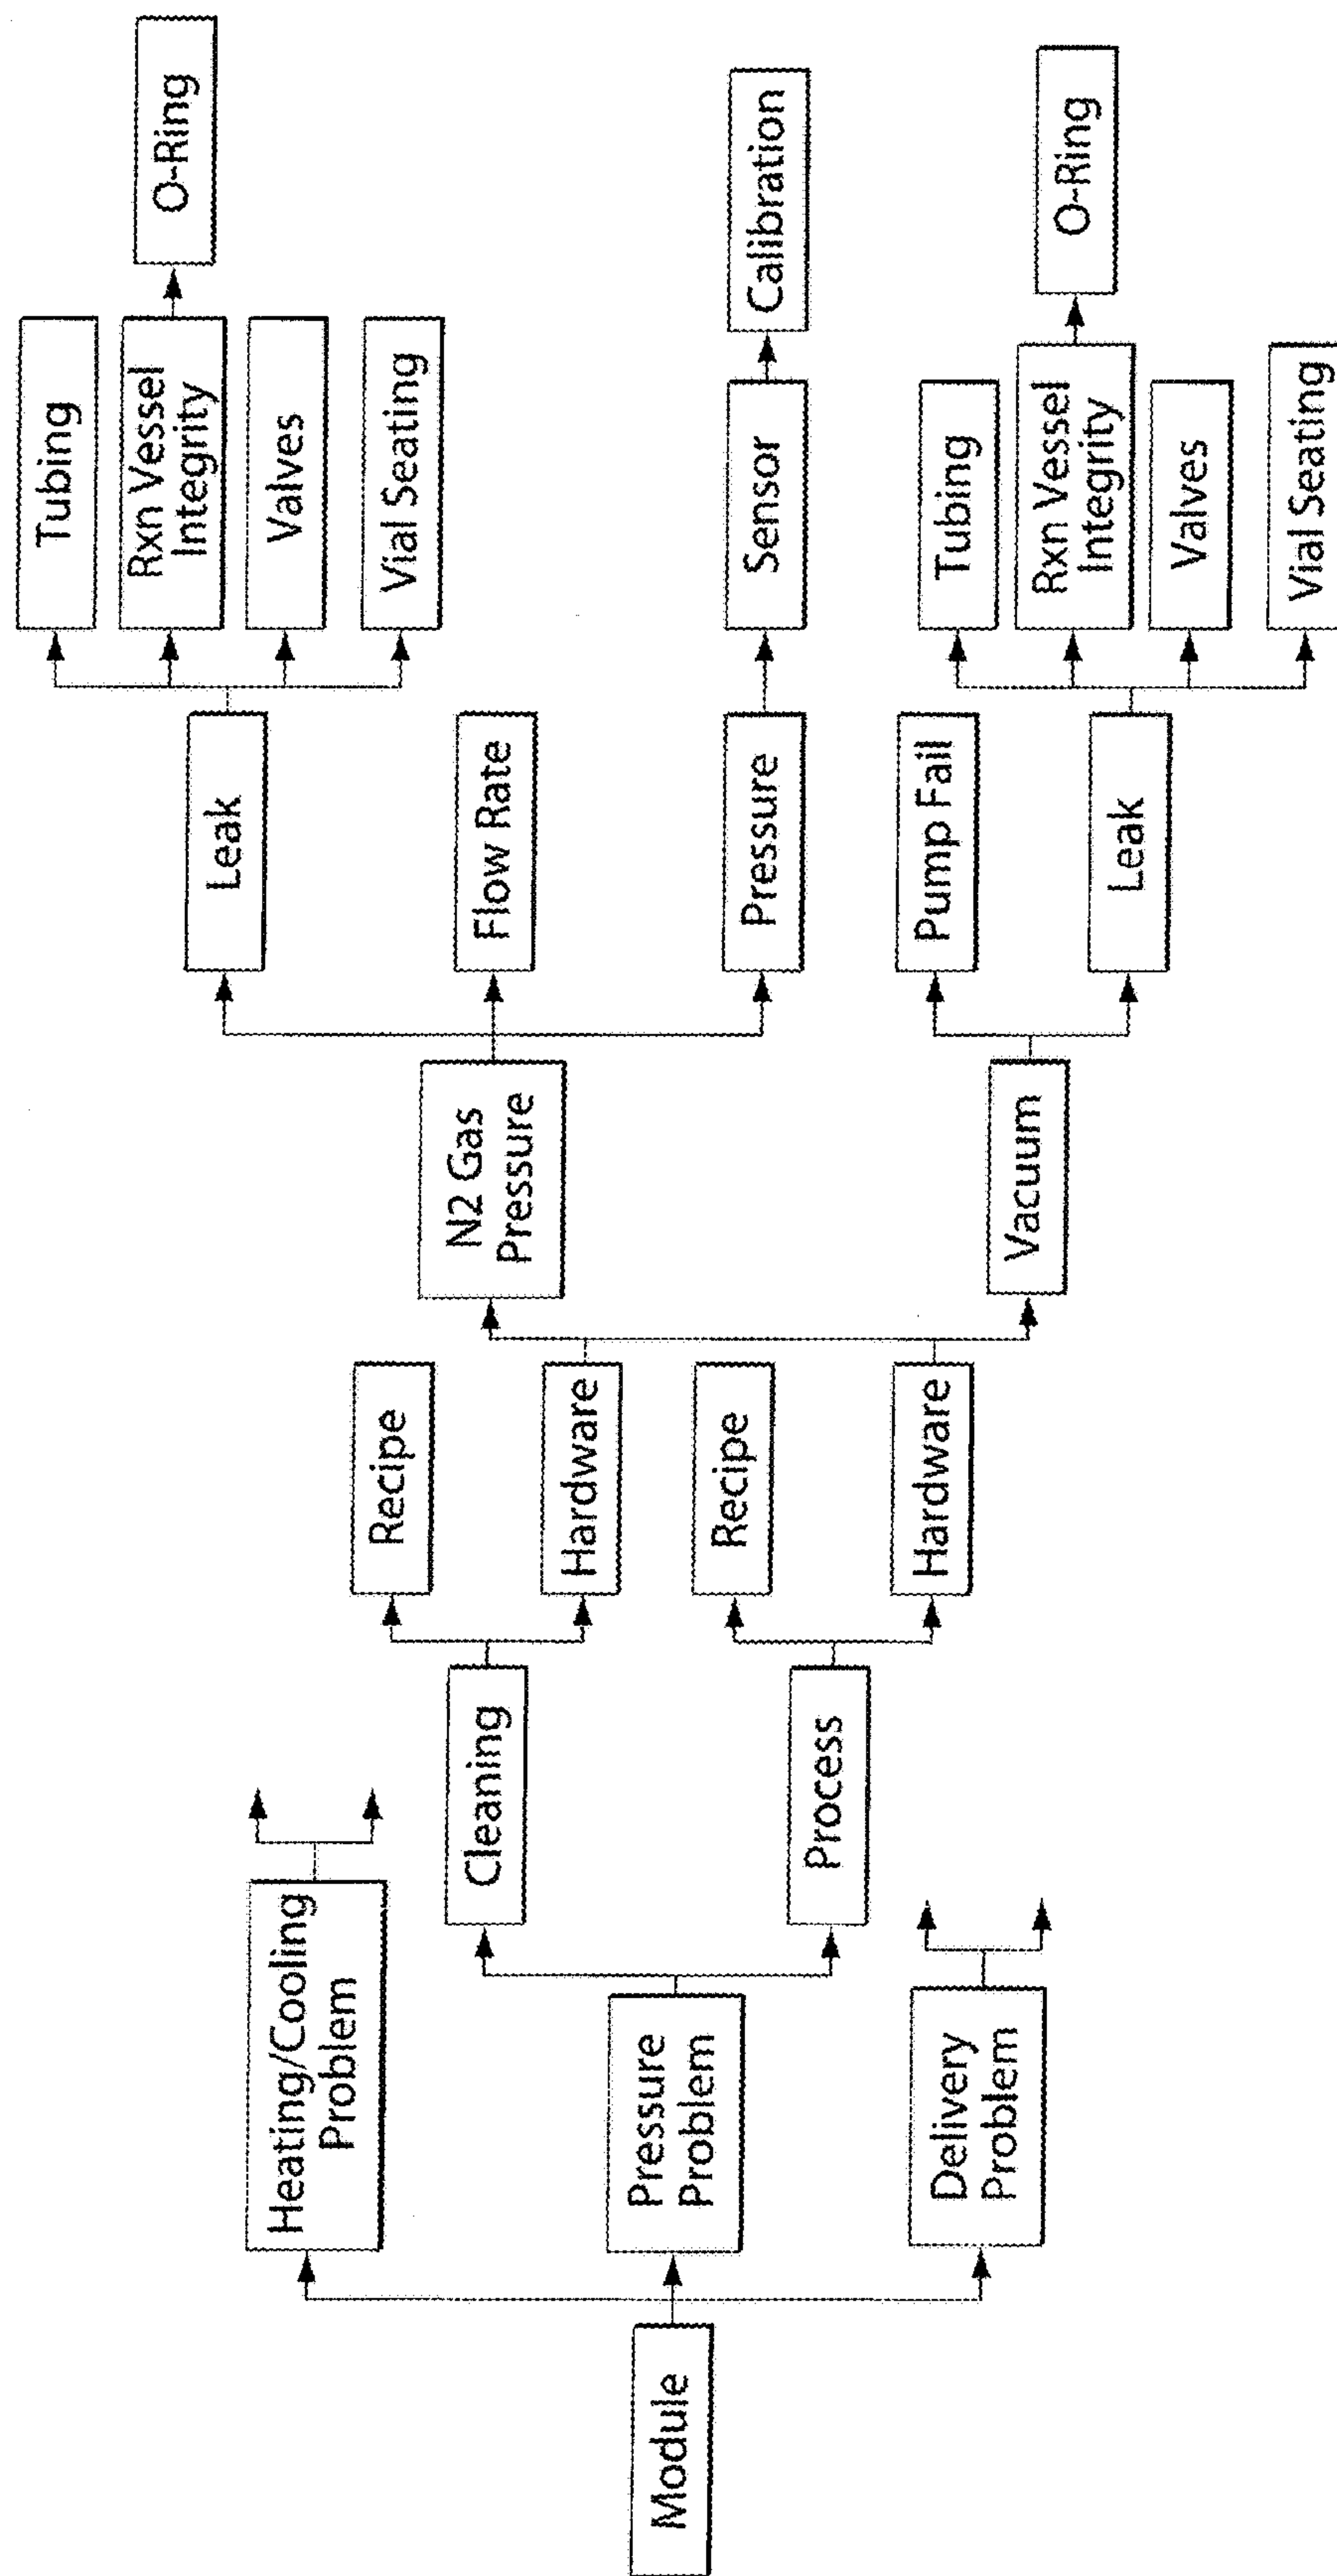 Module
Heating/Cooling
Problem
Pressure
Problem
Delivery
Problem
Cleaning
Process
Recipe
Hardware
Recipe
Hardware
N2 Gas
Pressure
Vacuum
Leak
Flow Rate
Pressure
Pump Fail
Leak
Tubing
Rxn Vessel
Integrity
Valves
Vial Seating
Sensor
Tubing
Rxn Vessel
Integrity
Valves
Vial Seating
O-Ring
Calibration
O-Ring